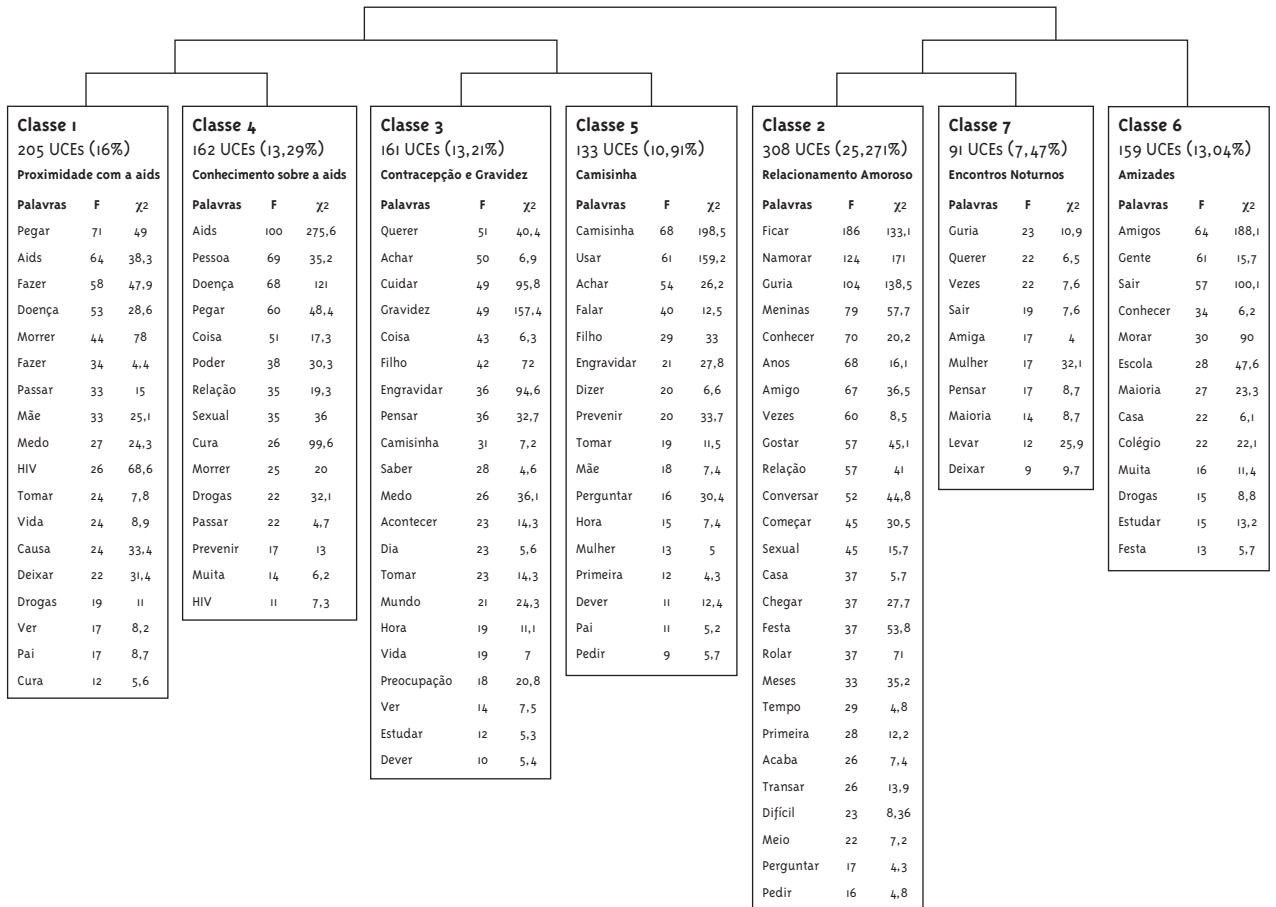 Classe 1
205 UCEs (16%)
Proximidade com a aids
Palavras F χ2
Pegar 71 49
Aids 64 38,3
Fazer 58 47,9
Doença 53 28,6
Morrer 44 78
Fazer 34 4,4
Passar 33 15
Mãe 33 25,1
Medo 27 24,3
HIV 26 68,6
Tomar 24 7,8
Vida 24 8,9
Causa 24 33,4
Deixar 22 31,4
Drogas 19 11
Ver 17 8,2
Pai 17 8,7
Cura 12 5,6
Classe 4
162 UCEs (13,29%)
Conhecimento sobre a aids
Palavras F χ2
Aids 100 275,6
Pessoa 69 35,2
Doença 68 121
Pegar 60 48,4
Coisa 51 17,3
Poder 38 30,3
Relação 35 19,3
Sexual 35 36
Cura 26 99,6
Morrer 25 20
Drogas 22 32,1
Passar 22 4,7
Prevenir 17 13
Muita 14 6,2
HIV 11 7,3
Classe 3
161 UCEs (13,21%)
Contracepção e Gravidez
Palavras F χ2
Querer 51 40,4
Achar 50 6,9
Cuidar 49 95,8
Gravidez 49 157,4
Coisa 43 6,3
Filho 42 72
Engravidar 36 94,6
Pensar 36 32,7
Camisinha 31 7,2
Saber 28 4,6
Medo 26 36,1
Acontecer 23 14,3
Dia 23 5,6
Tomar 23 14,3
Mundo 21 24,3
Hora 19 11,1
Vida 19 7
Preocupação 18 20,8
Ver 14 7,5
Estudar 12 5,3
Dever 10 5,4
Classe 5
133 UCEs (10,91%)
Camisinha
Palavras F χ2
Camisinha 68 198,5
Usar 61 159,2
Achar 54 26,2
Falar 40 12,5
Filho 29 33
Engravidar 21 27,8
Dizer 20 6,6
Prevenir 20 33,7
Tomar 19 11,5
Mãe 18 7,4
Perguntar 16 30,4
Hora 15 7,4
Mulher 13 5
Primeira 12 4,3
Dever 11 12,4
Pai 11 5,2
Pedir 9 5,7
Classe 2
308 UCEs (25,271%)
Relacionamento Amoroso
Palavras F χ2
Ficar 186 133,1
Namorar 124 171
Guria 104 138,5
Meninas 79 57,7
Conhecer 70 20,2
Anos 68 16,1
Amigo 67 36,5
Vezes 60 8,5
Gostar 57 45,1
Relação 57 41
Conversar 52 44,8
Começar 45 30,5
Sexual 45 15,7
Casa 37 5,7
Chegar 37 27,7
Festa 37 53,8
Rolar 37 71
Meses 33 35,2
Tempo 29 4,8
Primeira 28 12,2
Acaba 26 7,4
Transar 26 13,9
Difícil 23 8,36
Meio 22 7,2
Perguntar 17 4,3
Pedir 16 4,8
Classe 7
91 UCEs (7,47%)
Encontros Noturnos
Palavras F χ2
Guria 23 10,9
Querer 22 6,5
Vezes 22 7,6
Sair 19 7,6
Amiga 17 4
Mulher 17 32,1
Pensar 17 8,7
Maioria 14 8,7
Levar 12 25,9
Deixar 9 9,7
Classe 6
159 UCEs (13,04%)
Amizades
Palavras F χ2
Amigos 64 188,1
Gente 61 15,7
Sair 57 100,1
Conhecer 34 6,2
Morar 30 90
Escola 28 47,6
Maioria 27 23,3
Casa 22 6,1
Colégio 22 22,1
Muita 16 11,4
Drogas 15 8,8
Estudar 15 13,2
Festa 13 5,7